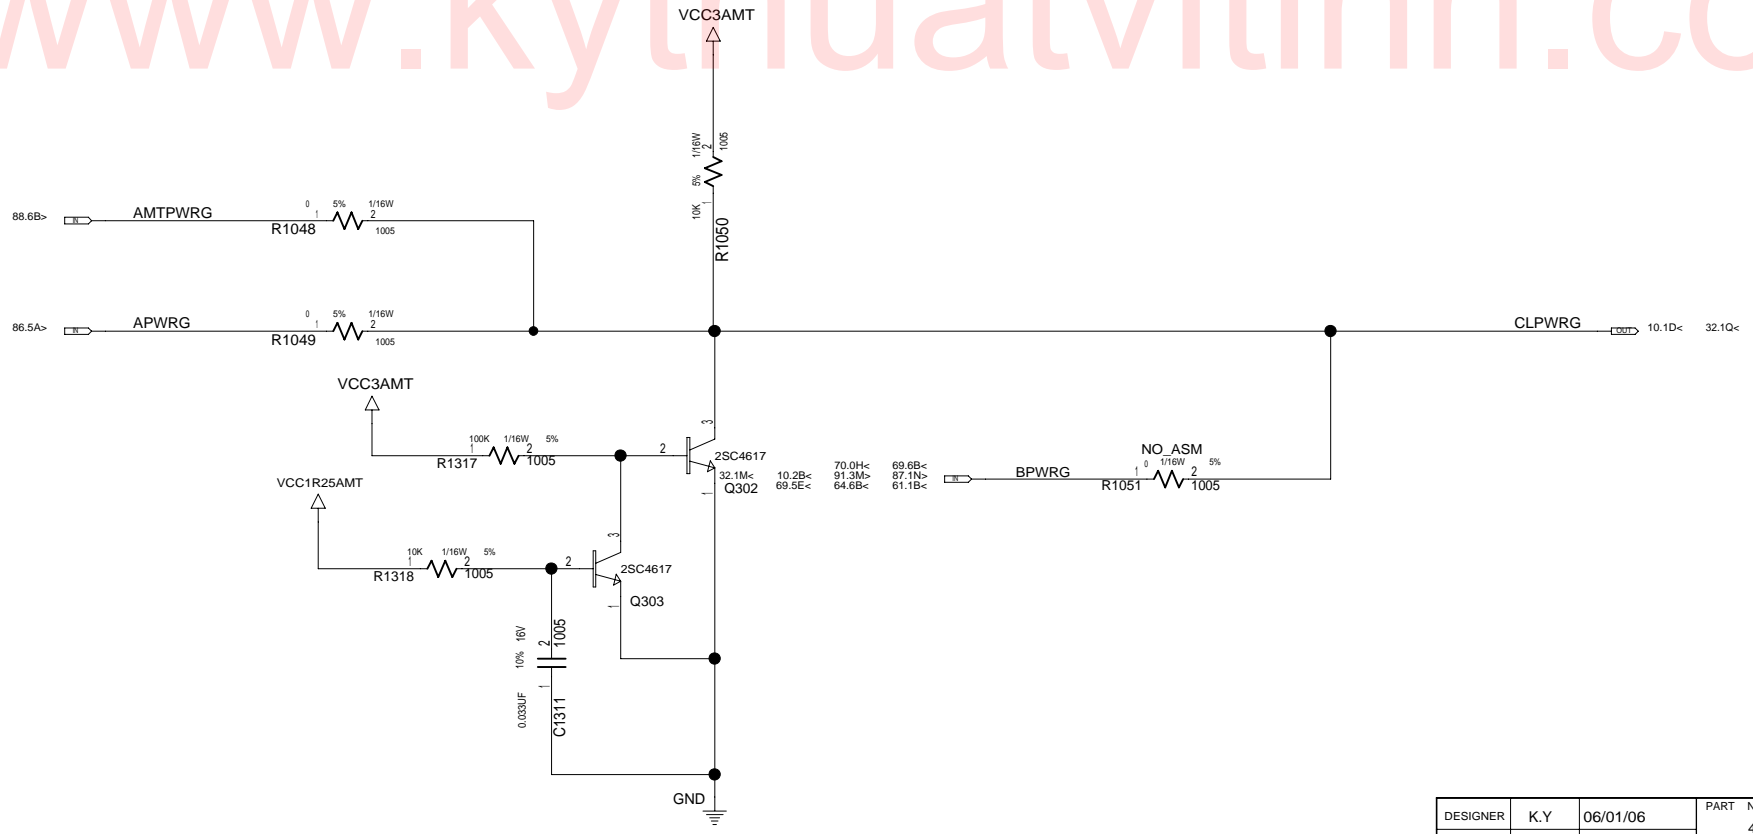 www.kythuatvitinh.co
VCC3AMT
1/16W
2
1005
5%
10K
1
R1050
88.6B>
IN
AMTPWRG
0
5%
1/16W
1
2
R1048
1005
86.5A>
IN
APWRG
0
5%
1/16W
1
2
R1049
1005
CLPWRG
OUT
10.1D<
32.1Q<
VCC3AMT
100K
1/16W
5%
1
2
R1317
1005
2
3
2SC4617
1
Q302
32.1M<
10.2B<
69.5E<
70.0H<
91.3M>
64.6B<
69.6B<
87.1N>
61.1B<
IN
BPWRG
NO_ASM
0
1/16W
5%
1
2
R1051
1005
VCC1R25AMT
10K
1/16W
5%
1
2
R1318
1005
2
3
2SC4617
1
Q303
16V
10%
0.033UF
2
1005
1
C1311
GND
DESIGNER
K.Y
06/01/06
PART